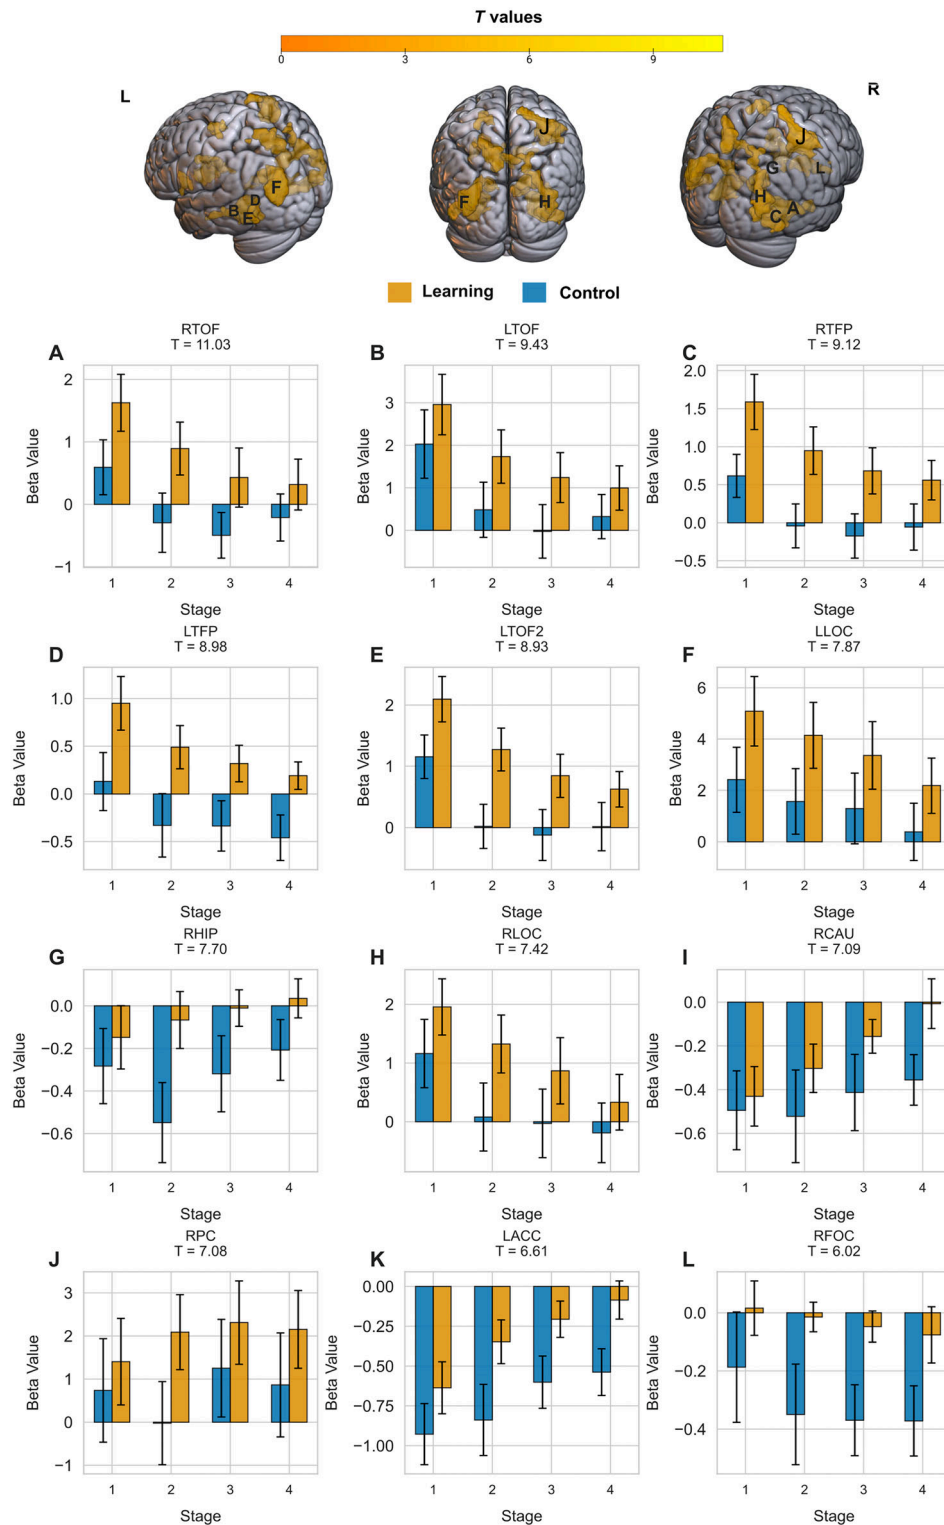 T values
0 3 6 9
L R
J
F H
F D B E
J G L H A C
Learning Control
A RTOF
T = 11.03
Beta Value
2
1
0
−1
1 2 3 4
Stage
B LTOF
T = 9.43
Beta Value
3
2
1
0
1 2 3 4
Stage
C RTFP
T = 9.12
Beta Value
2.0
1.5
1.0
0.5
0.0
−0.5
1 2 3 4
Stage
D LTFP
T = 8.98
Beta Value
1.0
0.5
0.0
−0.5
1 2 3 4
Stage
E LTOF2
T = 8.93
Beta Value
2
1
0
1 2 3 4
Stage
F LLOC
T = 7.87
Beta Value
6
4
2
0
1 2 3 4
Stage
G RHIP
T = 7.70
Beta Value
0.0
−0.2
−0.4
−0.6
1 2 3 4
Stage
H RLOC
T = 7.42
Beta Value
2
1
0
1 2 3 4
Stage
I RCAU
T = 7.09
Beta Value
0.0
−0.2
−0.4
−0.6
1 2 3 4
Stage
J RPC
T = 7.08
Beta Value
3
2
1
0
−1
1 2 3 4
Stage
K LACC
T = 6.61
Beta Value
0.00
−0.25
−0.50
−0.75
−1.00
1 2 3 4
Stage
L RFOC
T = 6.02
Beta Value
0.0
−0.2
−0.4
1 2 3 4
Stage